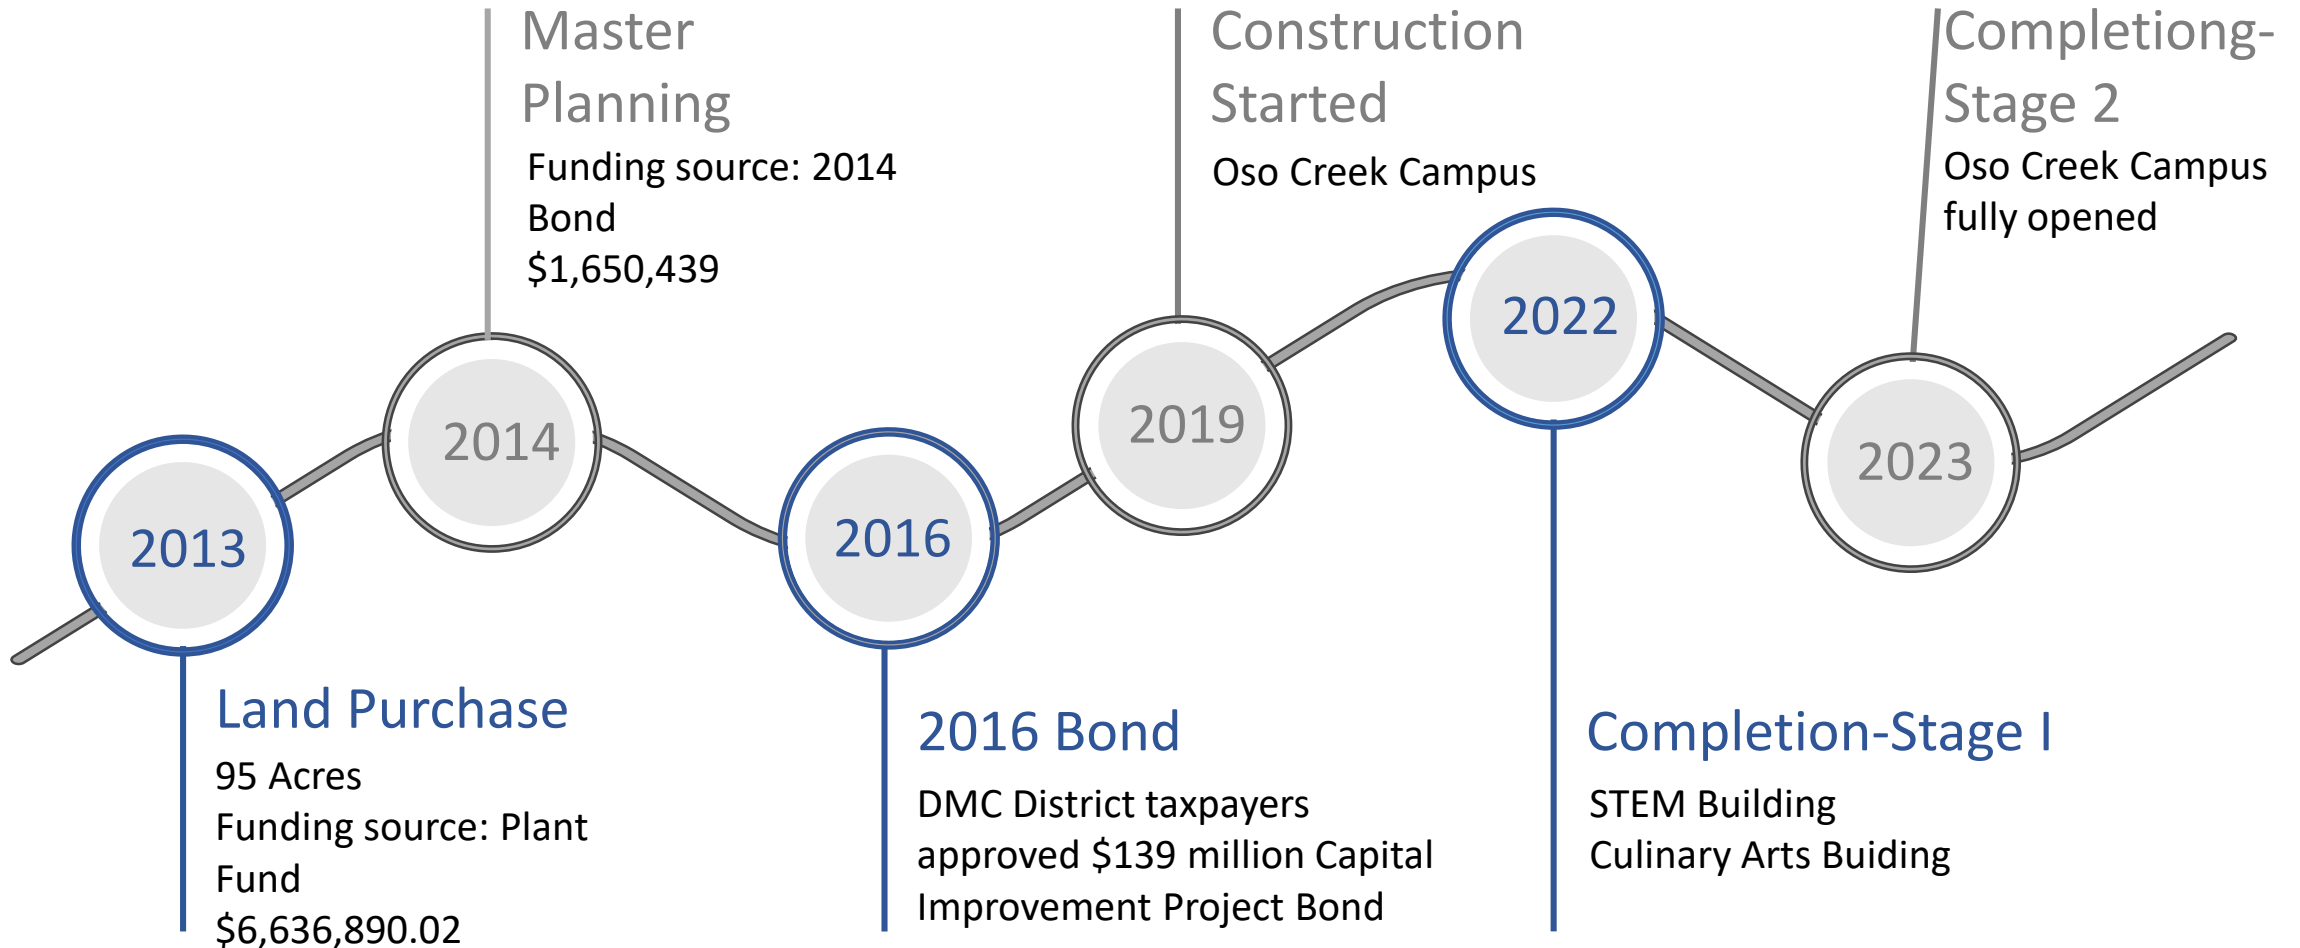 Master
Planning
Funding source: 2014
Bond
$1,650,439
Construction
Started
Oso Creek Campus
Completiong-
Stage 2
Oso Creek Campus
fully opened
2013
2014
2016
2019
2022
2023
Land Purchase
95 Acres
Funding source: Plant
Fund
$6,636,890.02
2016 Bond
DMC District taxpayers
approved $139 million Capital
Improvement Project Bond
Completion-Stage I
STEM Building
Culinary Arts Buiding